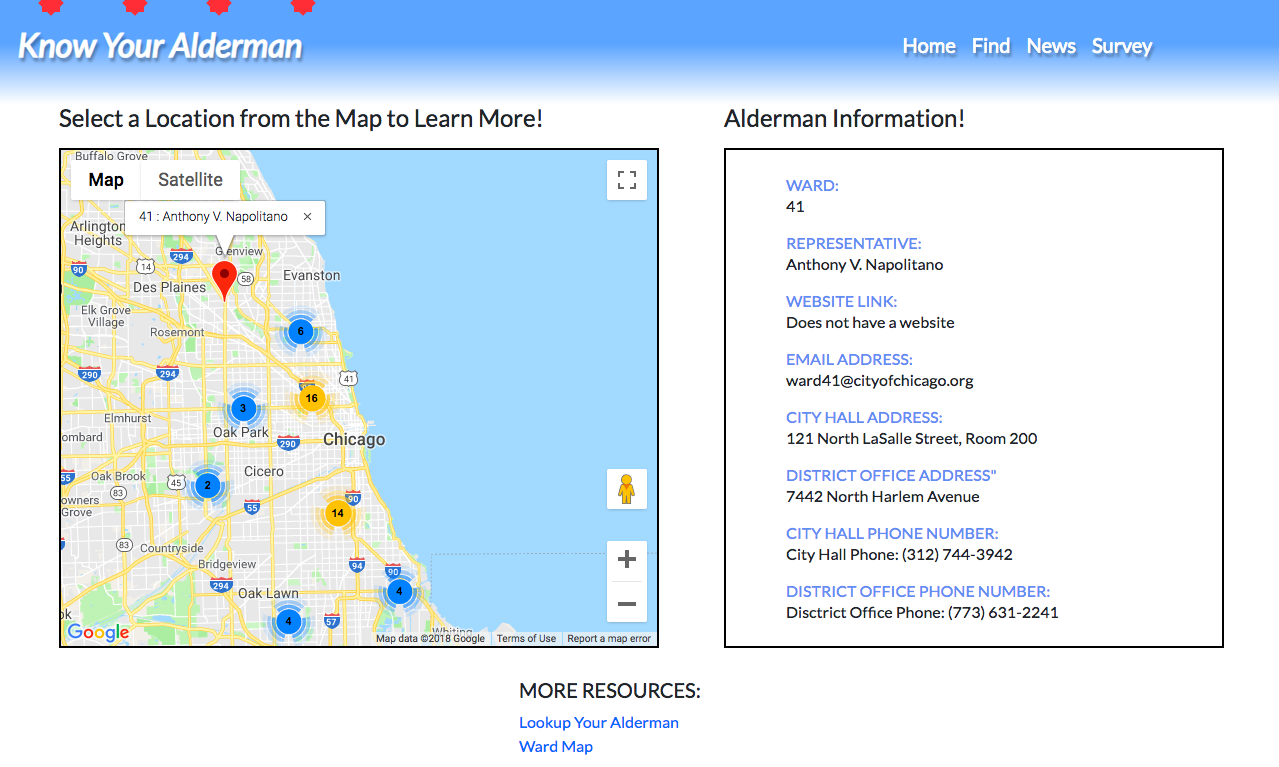 Know Your Alderman
Home Find News Survey
Select a Location from the Map to Learn More!
Alderman Information!
Buffalo Grove
Map Satellite
41 : Anthony V. Napolitano ×
Arlington
Heights
294
Glenview
90
14
58
Evanston
Des Plaines
Elk Grove
Village
Rosemont
6
290
294
41
16
3
Elmhurst
Oak Park
ombard
290
Chicago
Cicero
55
Oak Brook
45
2
83
90
owners
Grove
55
14
83
Countryside
Bridgeview
94
90
294
Oak Lawn
4
4
57
Google
Whiting
Map data ©2018 Google Terms of Use Report a map error
WARD:
41
REPRESENTATIVE:
Anthony V. Napolitano
WEBSITE LINK:
Does not have a website
EMAIL ADDRESS:
ward41@cityofchicago.org
CITY HALL ADDRESS:
121 North LaSalle Street, Room 200
DISTRICT OFFICE ADDRESS"
7442 North Harlem Avenue
CITY HALL PHONE NUMBER:
City Hall Phone: (312) 744-3942
DISTRICT OFFICE PHONE NUMBER:
Disctrict Office Phone: (773) 631-2241
MORE RESOURCES:
Lookup Your Alderman
Ward Map